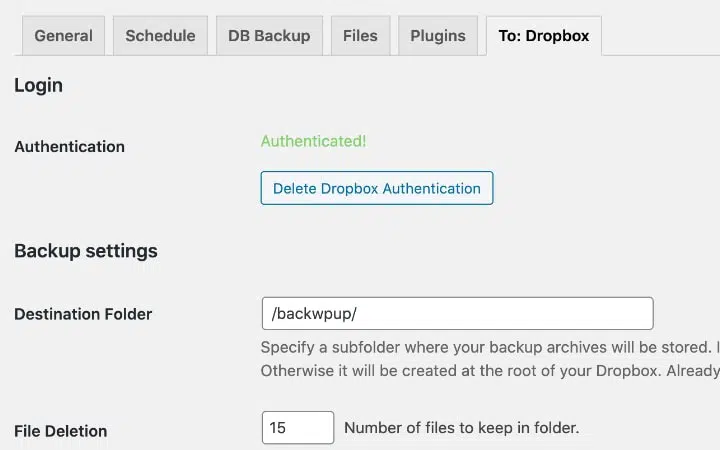 General Schedule DB Backup Files Plugins To: Dropbox
Login
Authentication Authenticated!
Delete Dropbox Authentication
Backup settings
Destination Folder /backwpup/
Specify a subfolder where your backup archives will be stored.
Otherwise it will be created at the root of your Dropbox. Already
File Deletion 15 Number of files to keep in folder.